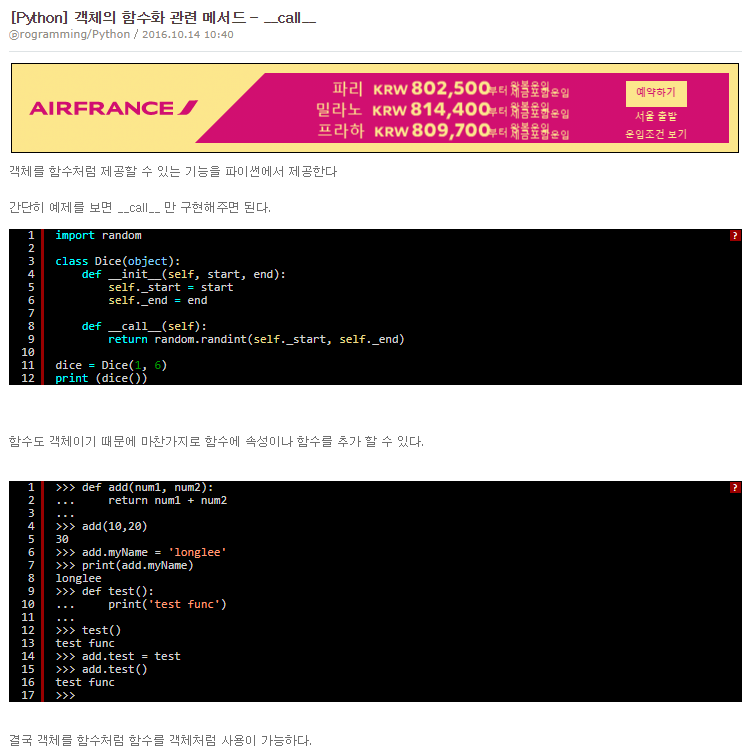 [Python] 객체의 함수화 관련 메서드 - __call__
@rogramming/Python / 2016.10.14 10:40
AIRFRANCE
파리 KRW 802,500부터 왕복운임 세금포함운임
밀라노 KRW 814,400부터 왕복운임 세금포함운임
프라하 KRW 809,700부터 왕복운임 세금포함운임
예약하기
서울 출발
운임조건 보기
객체를 함수처럼 제공할 수 있는 기능을 파이썬에서 제공한다
간단히 예제를 보면 __call__ 만 구현해주면 된다.
?
1 import random
2
3 class Dice(object):
4     def __init__(self, start, end):
5         self._start = start
6         self._end = end
7
8     def __call__(self):
9         return random.randint(self._start, self._end)
10
11 dice = Dice(1, 6)
12 print (dice())
함수도 객체이기 때문에 마찬가지로 함수에 속성이나 함수를 추가 할 수 있다.
?
1 >>> def add(num1, num2):
2 ...     return num1 + num2
3 ...
4 >>> add(10,20)
5 30
6 >>> add.myName = 'longlee'
7 >>> print(add.myName)
8 longlee
9 >>> def test():
10 ...     print('test func')
11 ...
12 >>> test()
13 test func
14 >>> add.test = test
15 >>> add.test()
16 test func
17 >>>
결국 객체를 함수처럼 함수를 객체처럼 사용이 가능하다.